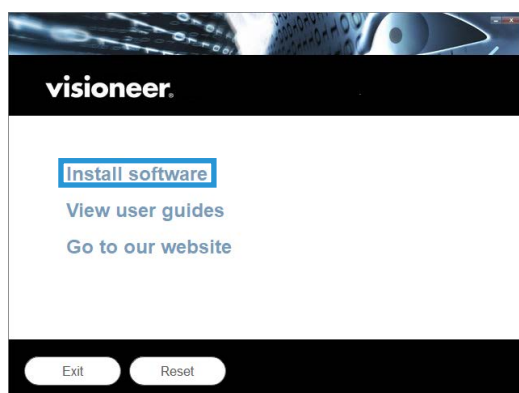 visioneer®
Install software
View user guides
Go to our website
Exit
Reset